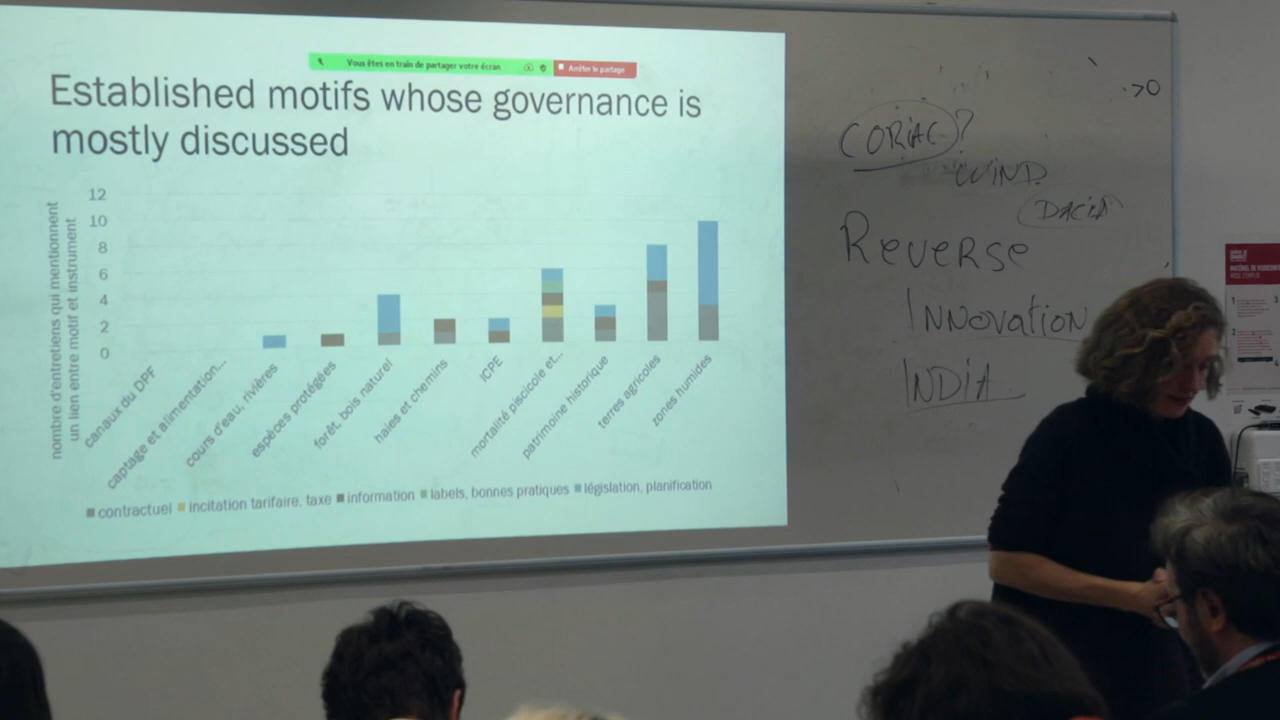 Vous êtes en train de partager votre écran
Arrêter le partage
Established motifs whose governance is
mostly discussed
nombre d'entretiens qui mentionnent
un lien entre motif et instrument
12
10
8
6
4
2
0
canaux du DPF
captage et alimentation...
cours d'eau, rivières
espèces protégées
forêt, bois naturel
haies et chemins
ICPE
mortalité piscicole et...
patrimoine historique
terres agricoles
zones humides
contractuel
incitation tarifaire, taxe
information
labels, bonnes pratiques
législation, planification
>0
CORIAC?
WIND
DACIA
Reverse
INNOVATION
INDIA